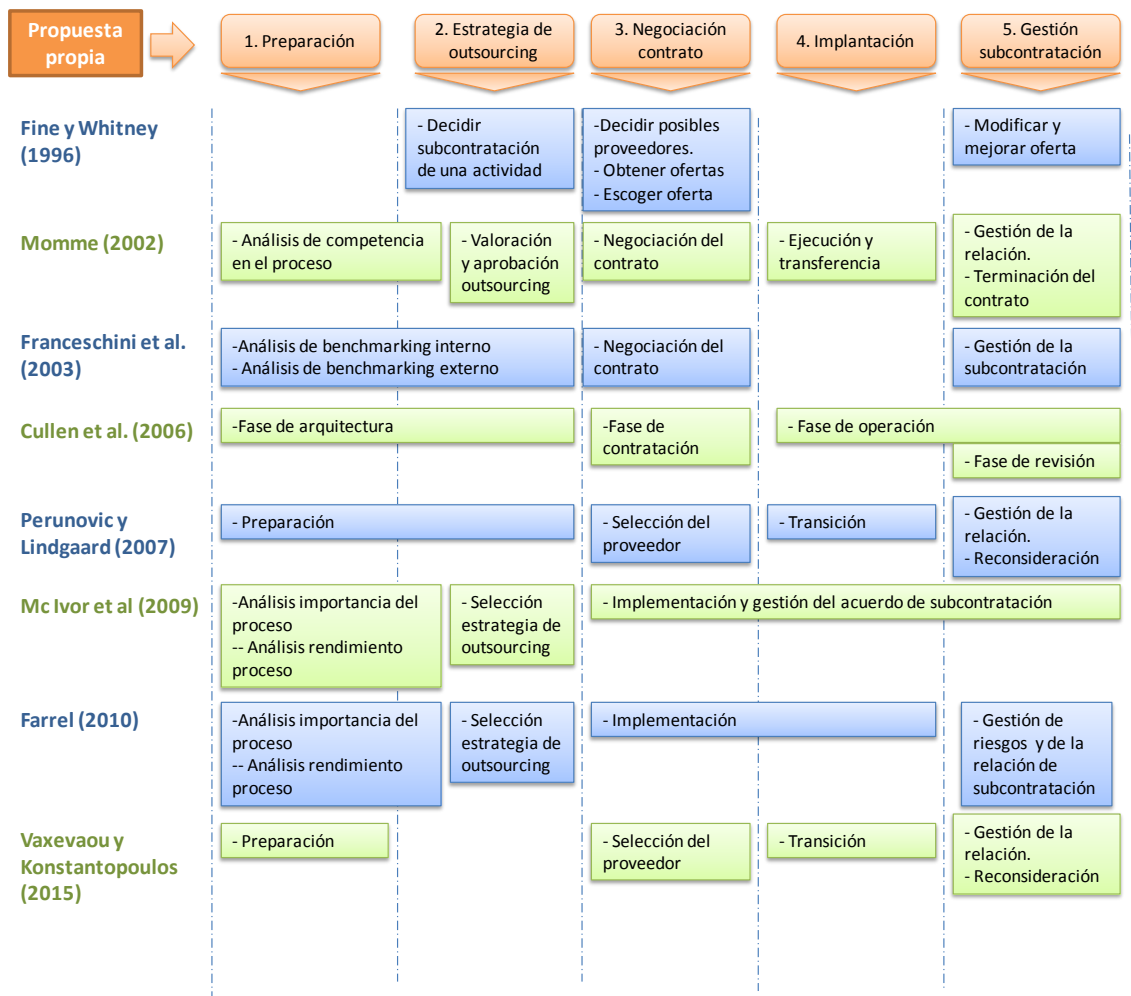 Propuesta
propia
1. Preparación
2. Estrategia de
outsourcing
3. Negociación
contrato
4. Implantación
5. Gestión
subcontratación
Fine y Whitney
(1996)
- Decidir
subcontratación
de una actividad
-Decidir posibles
proveedores.
- Obtener ofertas
- Escoger oferta
- Modificar y
mejorar oferta
Momme (2002)
- Análisis de competencia
en el proceso
- Valoración
y aprobación
outsourcing
- Negociación del
contrato
- Ejecución y
transferencia
- Gestión de la
relación.
- Terminación del
contrato
Franceschini et al.
(2003)
-Análisis de benchmarking interno
- Análisis de benchmarking externo
- Negociación del
contrato
- Gestión de la
subcontratación
Cullen et al. (2006)
-Fase de arquitectura
-Fase de
contratación
- Fase de operación
- Fase de revisión
Perunovic y
Lindgaard (2007)
- Preparación
- Selección del
proveedor
- Transición
- Gestión de la
relación.
- Reconsideración
Mc Ivor et al (2009)
-Análisis importancia del
proceso
-- Análisis rendimiento
proceso
- Selección
estrategia de
outsourcing
- Implementación y gestión del acuerdo de subcontratación
Farrel (2010)
-Análisis importancia del
proceso
-- Análisis rendimiento
proceso
- Selección
estrategia de
outsourcing
- Implementación
- Gestión de
riesgos y de la
relación de
subcontratación
Vaxevaou y
Konstantopoulos
(2015)
- Preparación
- Selección del
proveedor
- Transición
- Gestión de la
relación.
- Reconsideración